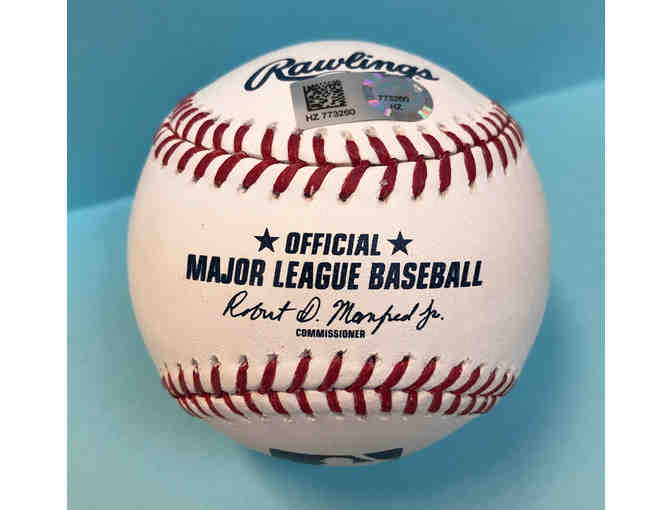 Rawlings
HZ 773260
773260
HZ
★ OFFICIAL ★
MAJOR LEAGUE BASEBALL
Robert D. Manfred Jr.
COMMISSIONER